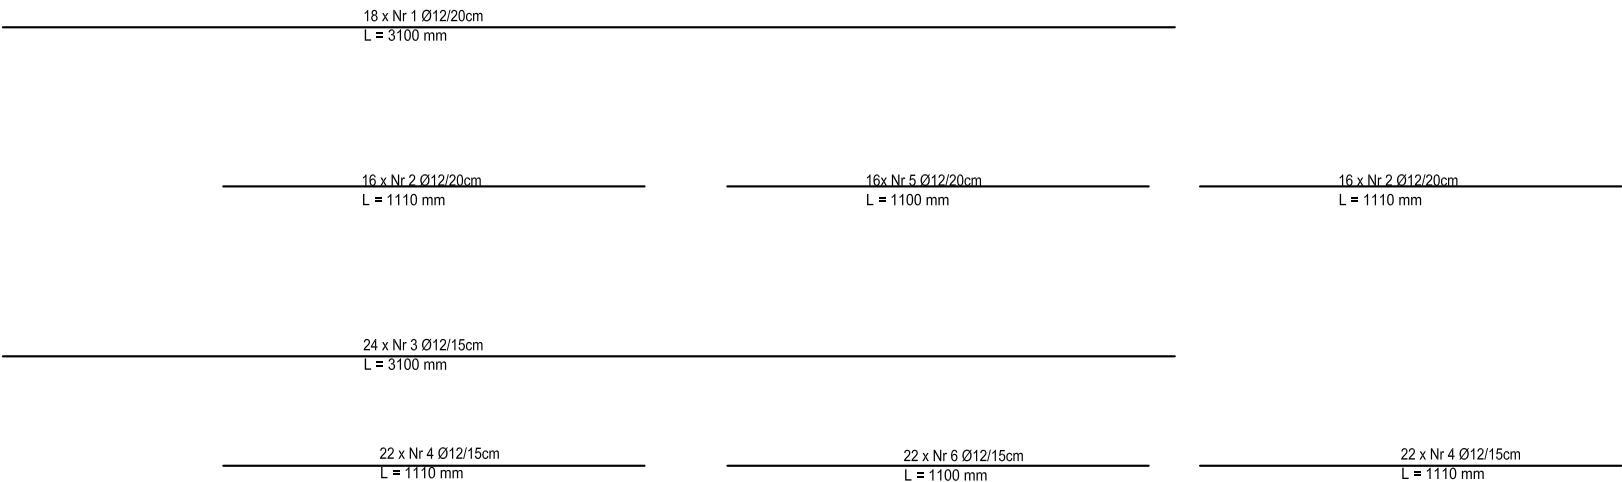 18 x Nr 1 Ø12/20cm
L = 3100 mm
16 x Nr 2 Ø12/20cm
L = 1110 mm
16x Nr 5 Ø12/20cm
L = 1100 mm
16 x Nr 2 Ø12/20cm
L = 1110 mm
24 x Nr 3 Ø12/15cm
L = 3100 mm
22 x Nr 4 Ø12/15cm
L = 1110 mm
22 x Nr 6 Ø12/15cm
L = 1100 mm
22 x Nr 4 Ø12/15cm
L = 1110 mm